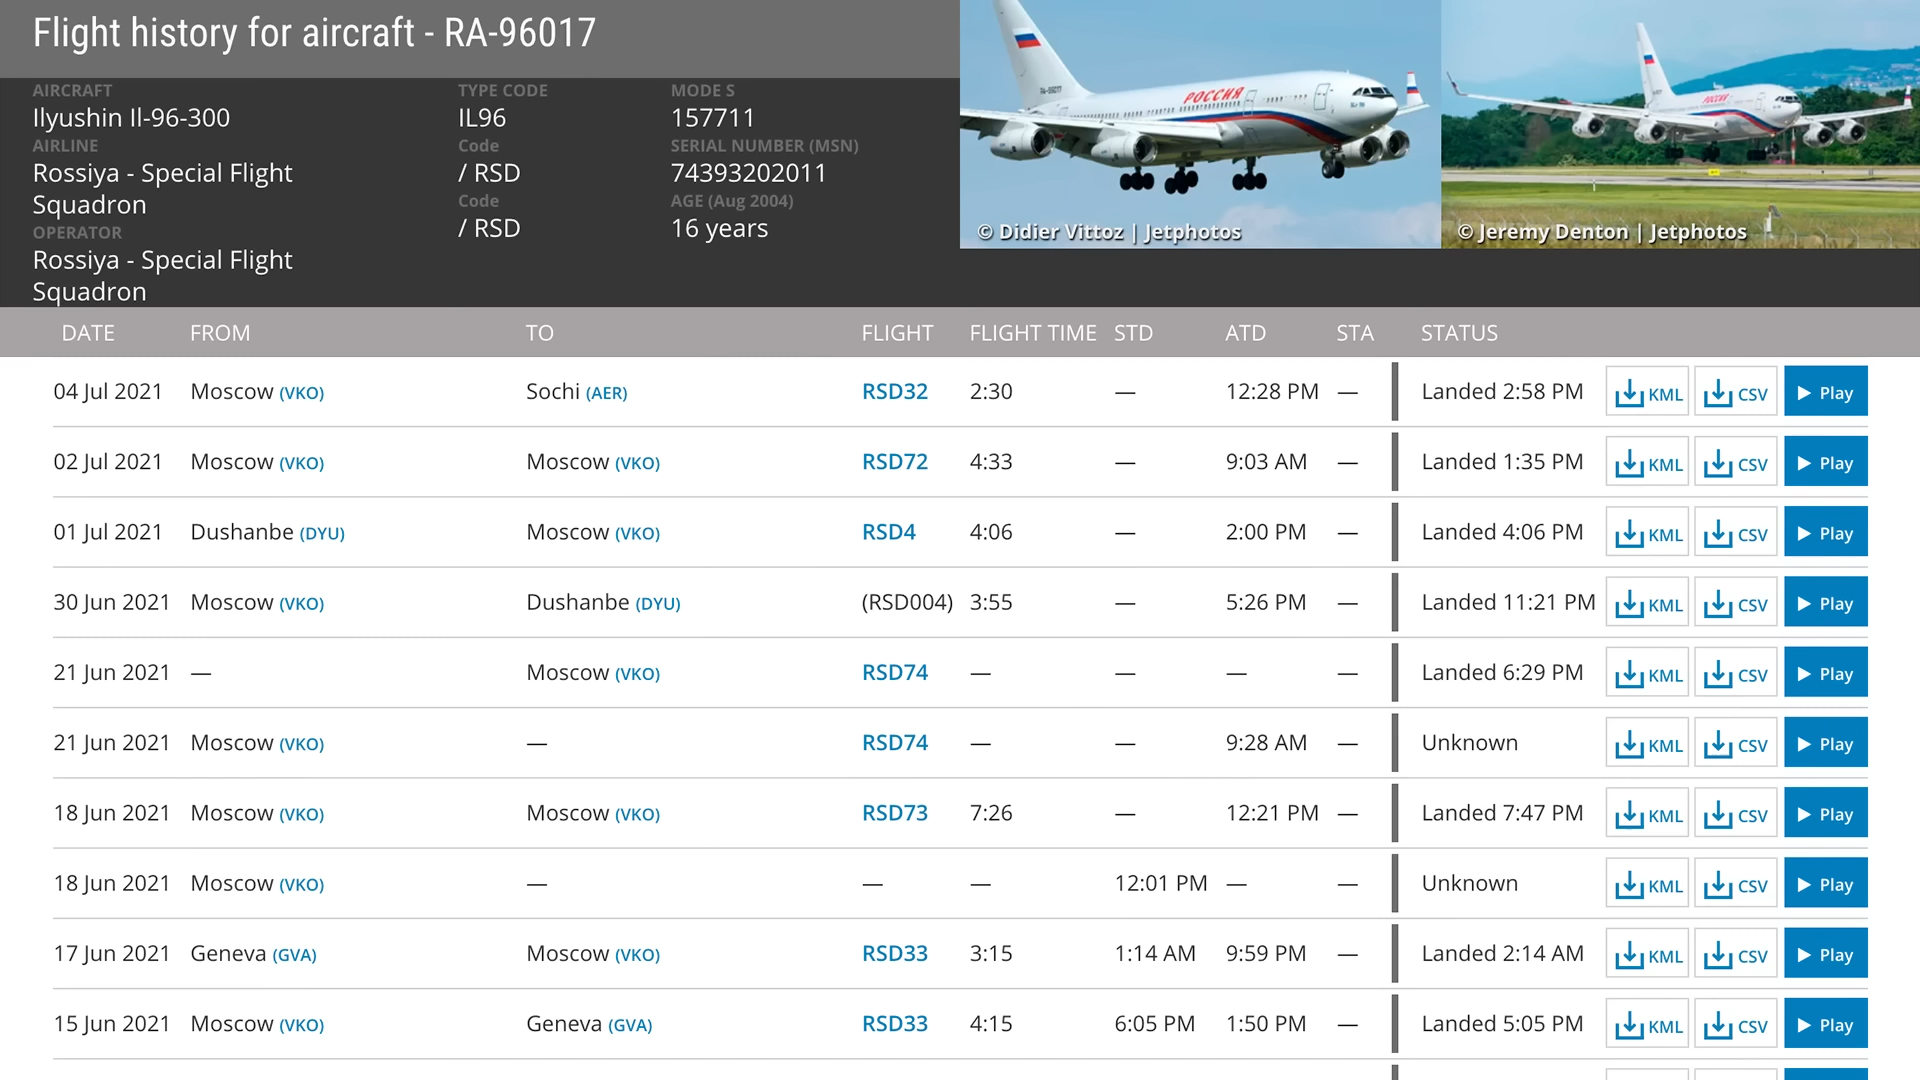 Flight history for aircraft - RA-96017
AIRCRAFT
Ilyushin Il-96-300
AIRLINE
Rossiya - Special Flight
Squadron
OPERATOR
Rossiya - Special Flight
Squadron
TYPE CODE
IL96
Code
/ RSD
Code
/ RSD
MODE S
157711
SERIAL NUMBER (MSN)
74393202011
AGE (Aug 2004)
16 years
РОССИЯ
© Didier Vittoz | Jetphotos
РОССИЯ
© Jeremy Denton | Jetphotos
DATE FROM TO FLIGHT FLIGHT TIME STD ATD STA STATUS
04 Jul 2021 Moscow (VKO) Sochi (AER) RSD32 2:30 — 12:28 PM — Landed 2:58 PM KML CSV Play
02 Jul 2021 Moscow (VKO) Moscow (VKO) RSD72 4:33 — 9:03 AM — Landed 1:35 PM KML CSV Play
01 Jul 2021 Dushanbe (DYU) Moscow (VKO) RSD4 4:06 — 2:00 PM — Landed 4:06 PM KML CSV Play
30 Jun 2021 Moscow (VKO) Dushanbe (DYU) (RSD004) 3:55 — 5:26 PM — Landed 11:21 PM KML CSV Play
21 Jun 2021 — Moscow (VKO) RSD74 — — — — Landed 6:29 PM KML CSV Play
21 Jun 2021 Moscow (VKO) — RSD74 — — 9:28 AM — Unknown KML CSV Play
18 Jun 2021 Moscow (VKO) Moscow (VKO) RSD73 7:26 — 12:21 PM — Landed 7:47 PM KML CSV Play
18 Jun 2021 Moscow (VKO) — — — 12:01 PM — — Unknown KML CSV Play
17 Jun 2021 Geneva (GVA) Moscow (VKO) RSD33 3:15 1:14 AM 9:59 PM — Landed 2:14 AM KML CSV Play
15 Jun 2021 Moscow (VKO) Geneva (GVA) RSD33 4:15 6:05 PM 1:50 PM — Landed 5:05 PM KML CSV Play